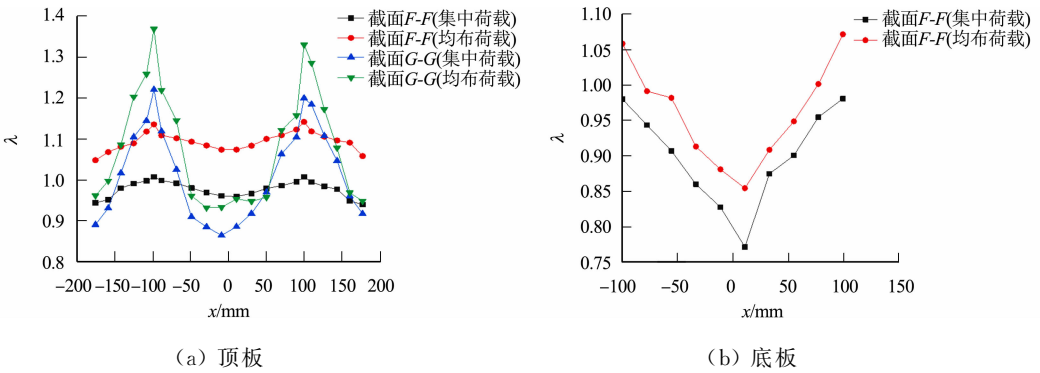 1.4
1.3
1.2
1.1
1.0
0.9
0.8
λ
-200 -150 -100 -50 0 50 100 150 200
x/mm
截面F-F(集中荷载)
截面F-F(均布荷载)
截面G-G(集中荷载)
截面G-G(均布荷载)
(a) 顶板
1.10
1.05
1.00
0.95
0.90
0.85
0.80
0.75
λ
-100 -50 0 50 100 150
x/mm
截面F-F(集中荷载)
截面F-F(均布荷载)
(b) 底板